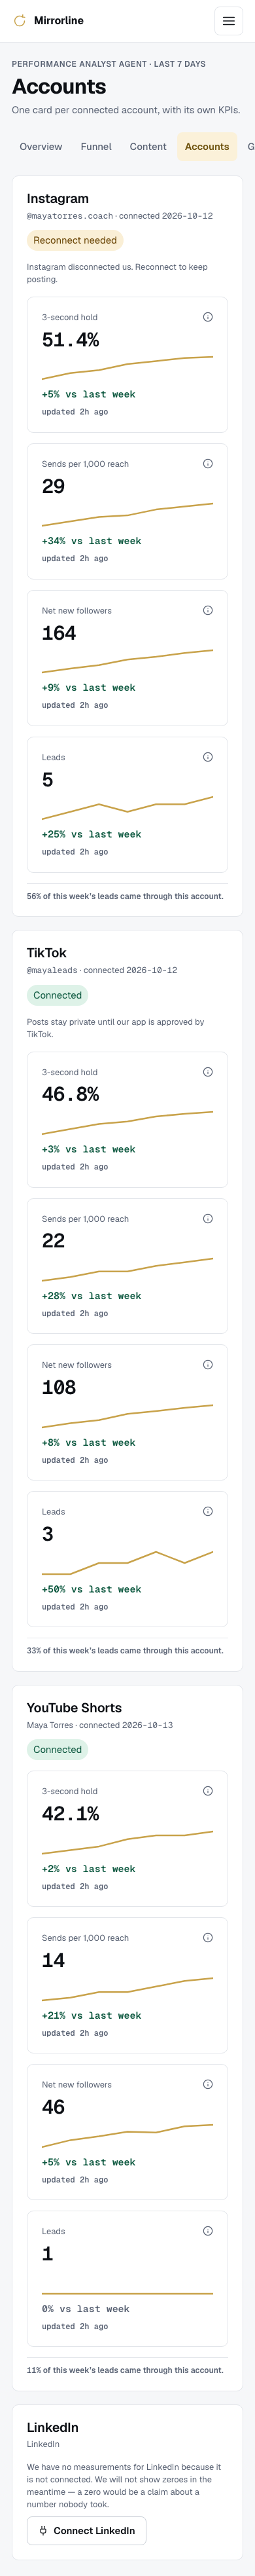 Mirrorline
PERFORMANCE ANALYST AGENT · LAST 7 DAYS
Accounts
One card per connected account, with its own KPIs.
Overview Funnel Content Accounts G
Instagram
@mayatorres.coach · connected 2026-10-12
Reconnect needed
Instagram disconnected us. Reconnect to keep
posting.
3-second hold
51.4%
+5% vs last week
updated 2h ago
Sends per 1,000 reach
29
+34% vs last week
updated 2h ago
Net new followers
164
+9% vs last week
updated 2h ago
Leads
5
+25% vs last week
updated 2h ago
56% of this week's leads came through this account.
TikTok
@mayaleads · connected 2026-10-12
Connected
Posts stay private until our app is approved by
TikTok.
3-second hold
46.8%
+3% vs last week
updated 2h ago
Sends per 1,000 reach
22
+28% vs last week
updated 2h ago
Net new followers
108
+8% vs last week
updated 2h ago
Leads
3
+50% vs last week
updated 2h ago
33% of this week's leads came through this account.
YouTube Shorts
Maya Torres · connected 2026-10-13
Connected
3-second hold
42.1%
+2% vs last week
updated 2h ago
Sends per 1,000 reach
14
+21% vs last week
updated 2h ago
Net new followers
46
+5% vs last week
updated 2h ago
Leads
1
0% vs last week
updated 2h ago
11% of this week's leads came through this account.
LinkedIn
LinkedIn
We have no measurements for LinkedIn because it
is not connected. We will not show zeroes in the
meantime — a zero would be a claim about a
number nobody took.
Connect LinkedIn